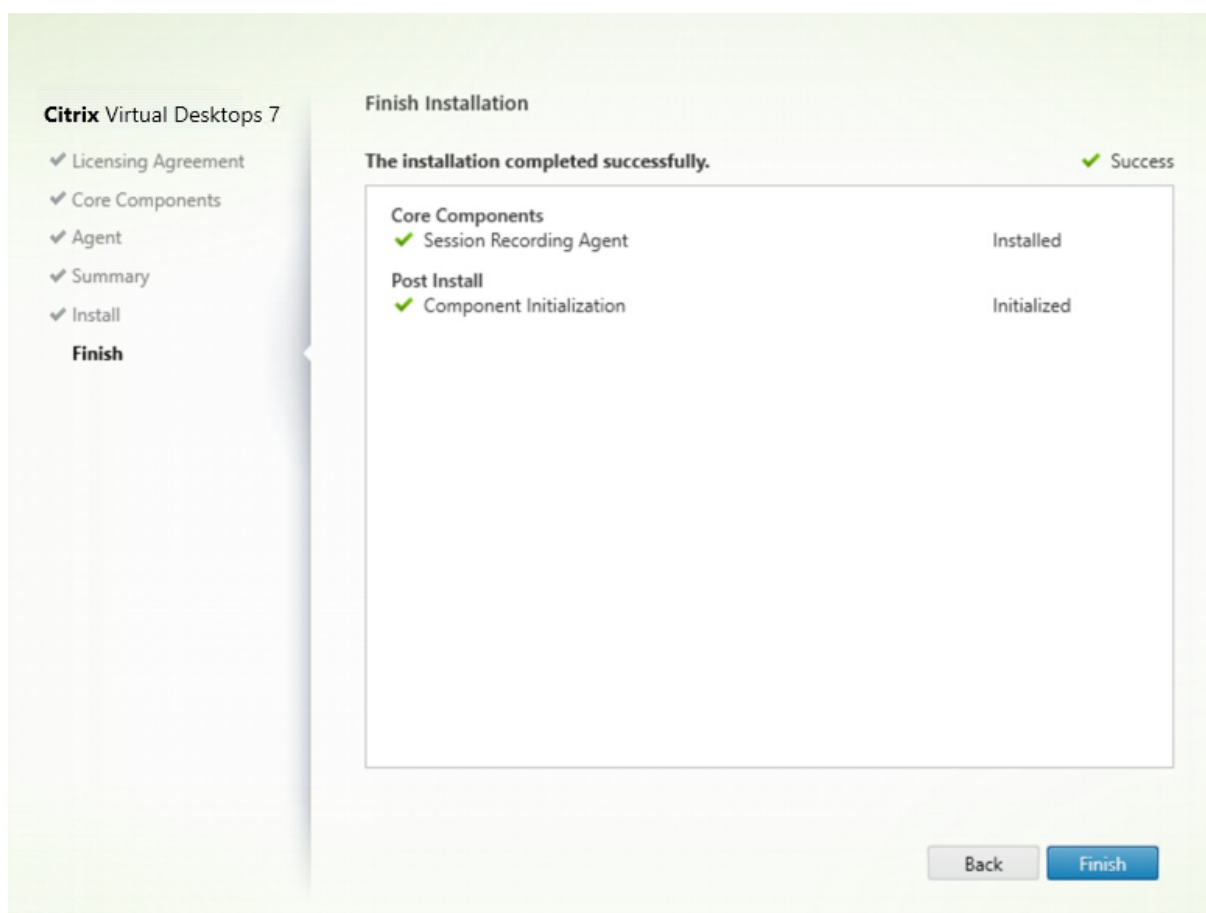 Citrix Virtual Desktops 7
Licensing Agreement
Core Components
Agent
Summary
Install
Finish
Finish Installation
The installation completed successfully.
Success
Core Components
Session Recording Agent Installed
Post Install
Component Initialization Initialized
Back
Finish